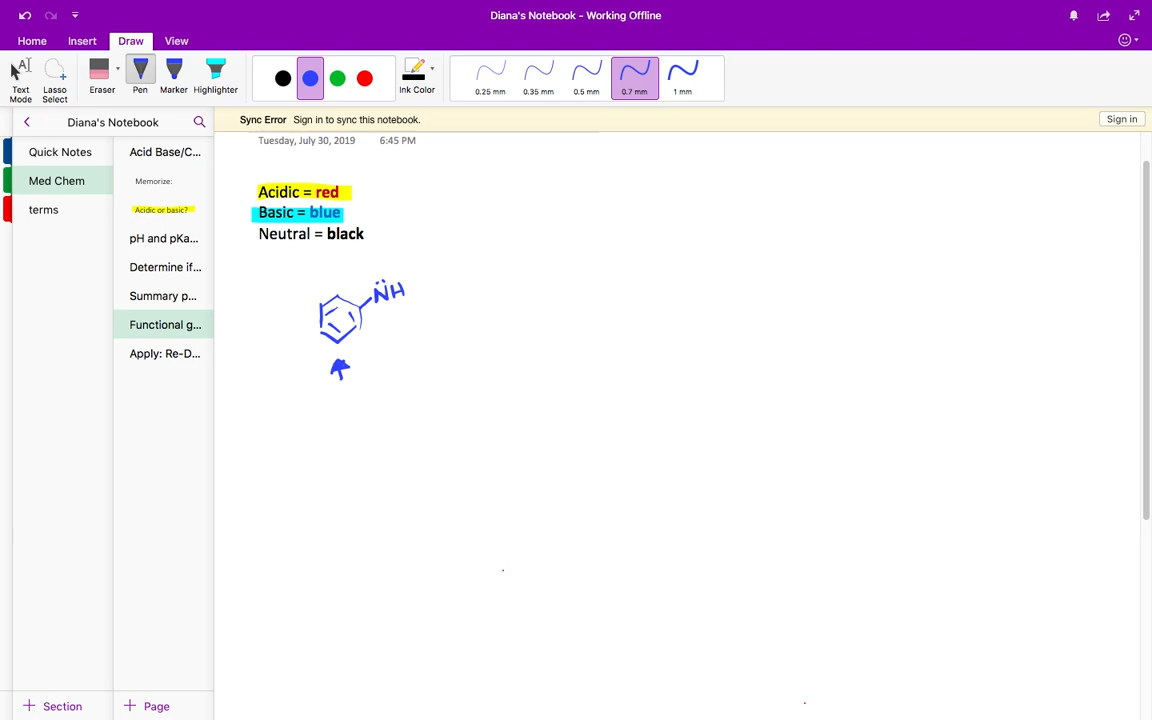 Diana's Notebook - Working Offline
Home Insert Draw View
Text Mode
Lasso Select
Eraser
Pen
Marker
Highlighter
Ink Color
0.25 mm
0.35 mm
0.5 mm
0.7 mm
1 mm
Diana's Notebook
Sync Error Sign in to sync this notebook.
Sign in
Quick Notes
Med Chem
terms
Acid Base/C...
Memorize:
Acidic or basic?
pH and pKa...
Determine if...
Summary p...
Functional g...
Apply: Re-D...
Tuesday, July 30, 2019 6:45 PM
Acidic = red
Basic = blue
Neutral = black
NH
+ Section
+ Page